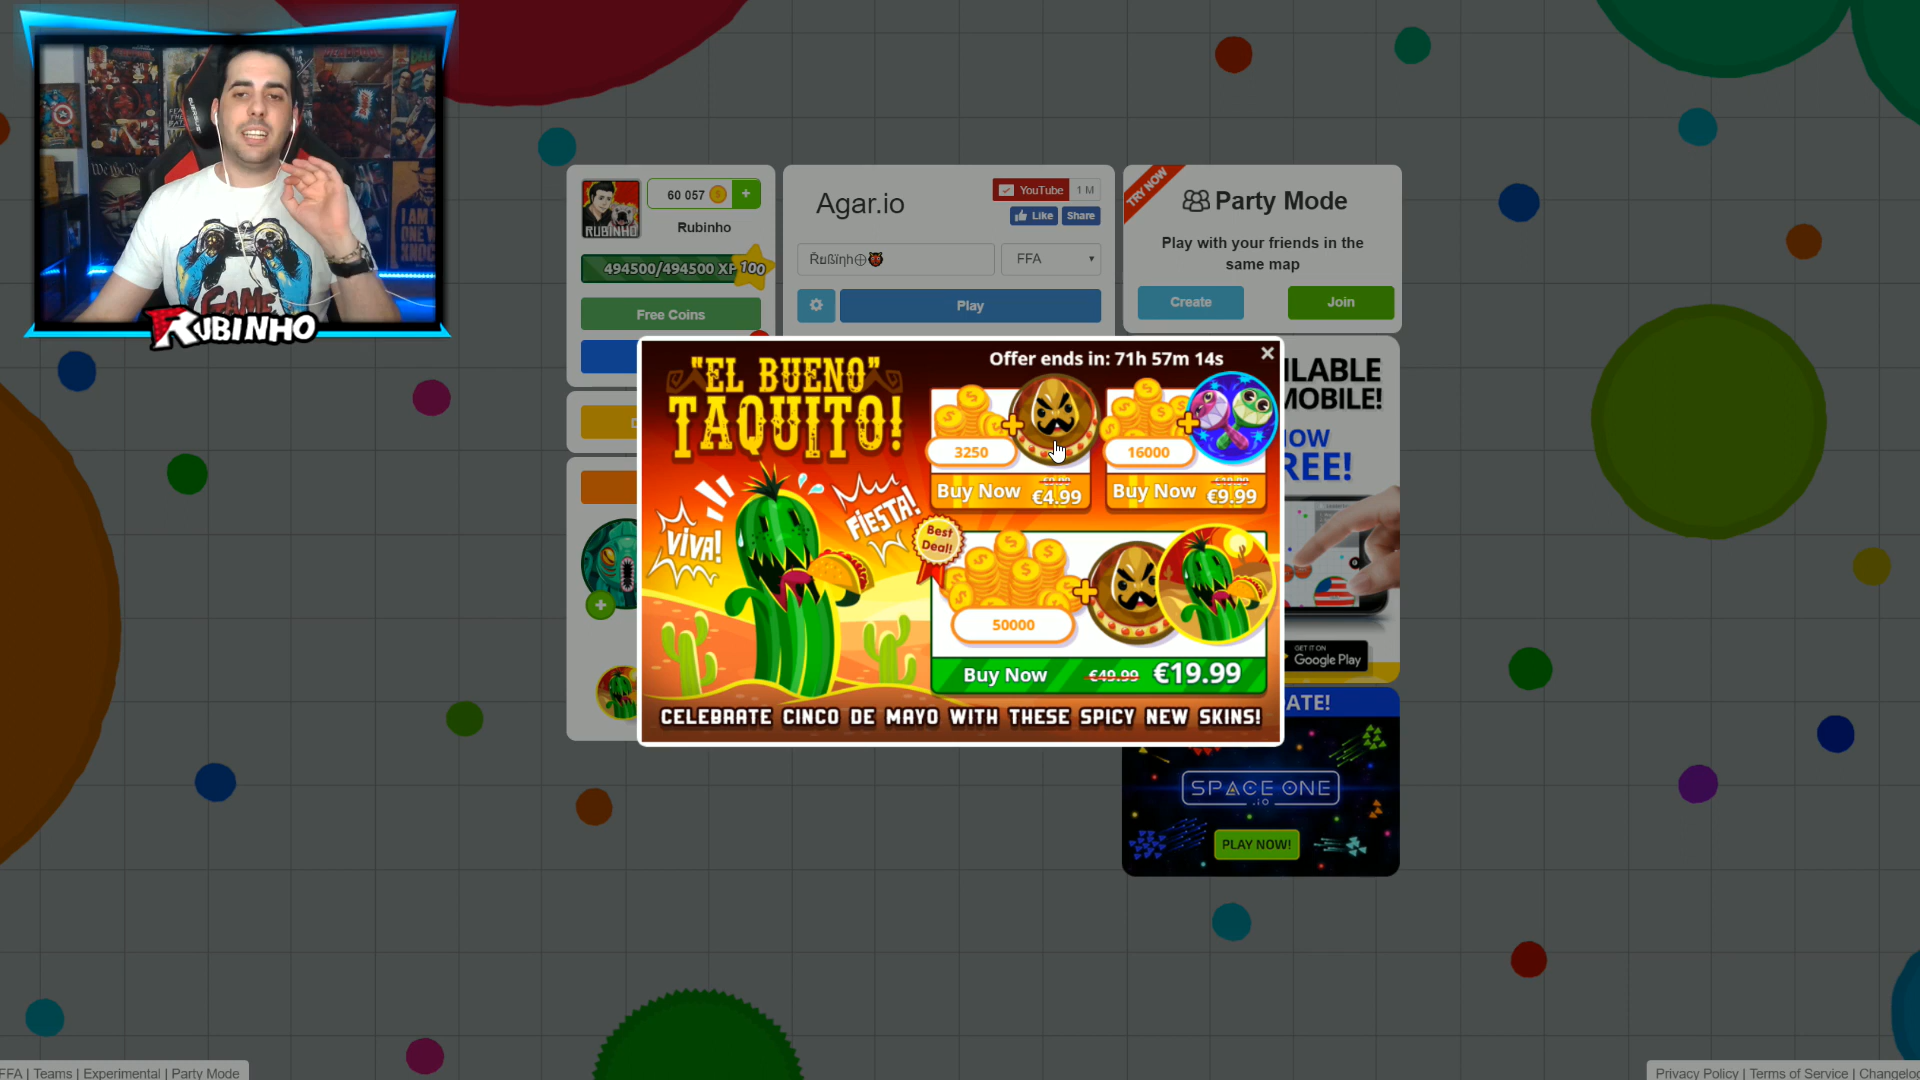 RUBINHO
60 057
+
Rubinho
RUBINHO
494500/494500 XP
100
Free Coins
Agar.io
YouTube 1 M
Like Share
FFA
Play
TRY NOW
Party Mode
Play with your friends in the
same map
Create Join
"EL BUENO"
TAQUITO!
VIVA!
FIESTA!
Offer ends in: 71h 57m 14s
3250
Buy Now €4.99
16000
Buy Now €9.99
Best
Deal!
50000
Buy Now €49.99 €19.99
CELEBRATE CINCO DE MAYO WITH THESE SPICY NEW SKINS!
ILABLE
MOBILE!
REE!
GET IT ON
Google Play
ATE!
SPACE ONE
.io
PLAY NOW!
FFA | Teams | Experimental | Party Mode
Privacy Policy | Terms of Service | Changelog